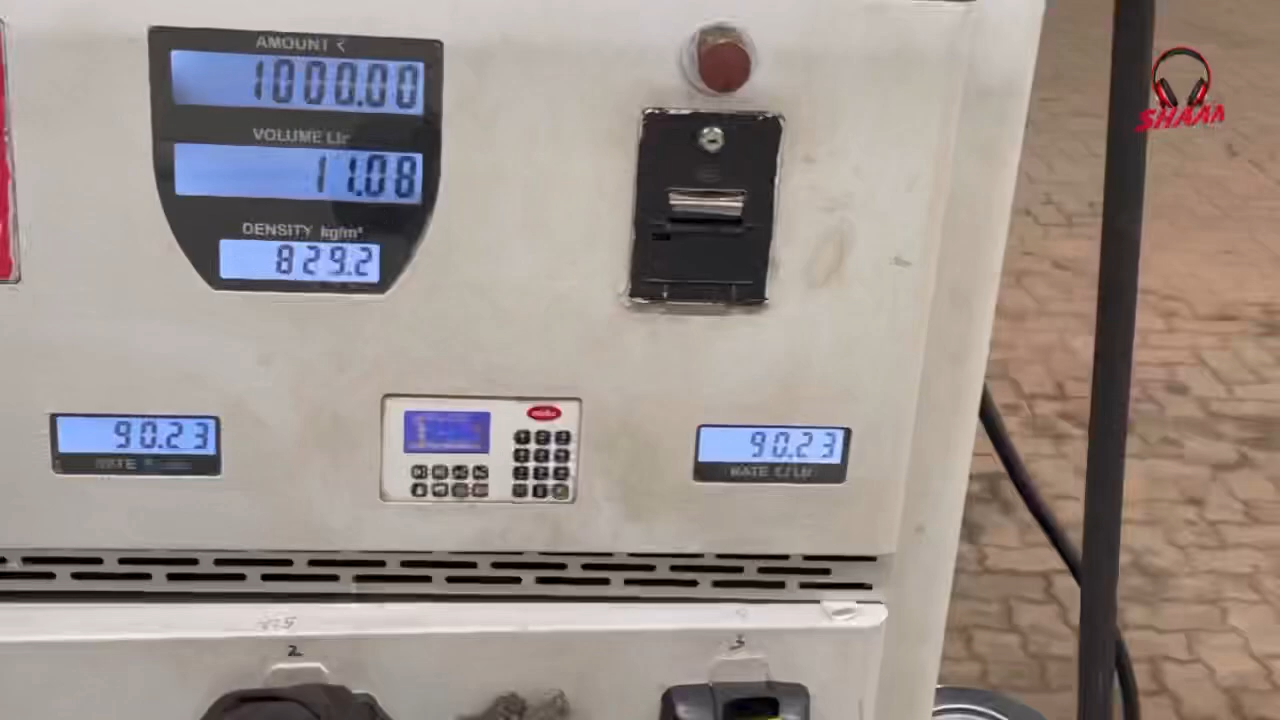 AMOUNT ₹
1000.00
VOLUME Ltr
11.08
DENSITY kg/m³
829.2
SHAAN
90.23
RATE
90.23
RATE ₹/Ltr
2
3